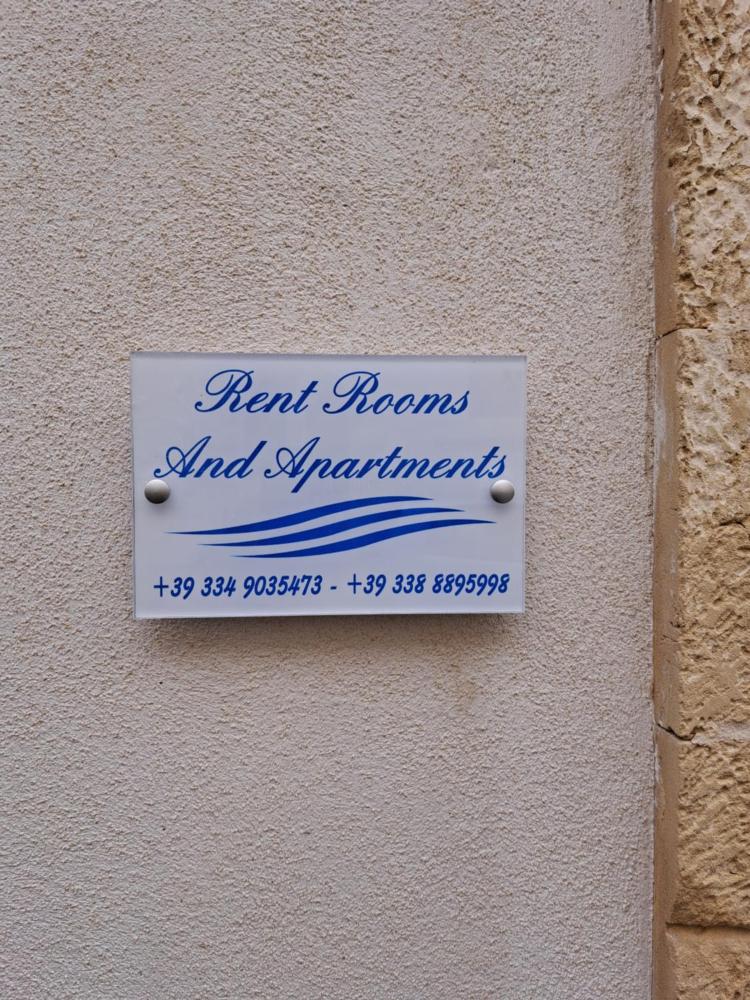 Rent Rooms
And Apartments
+39 334 9035473 - +39 338 8895998